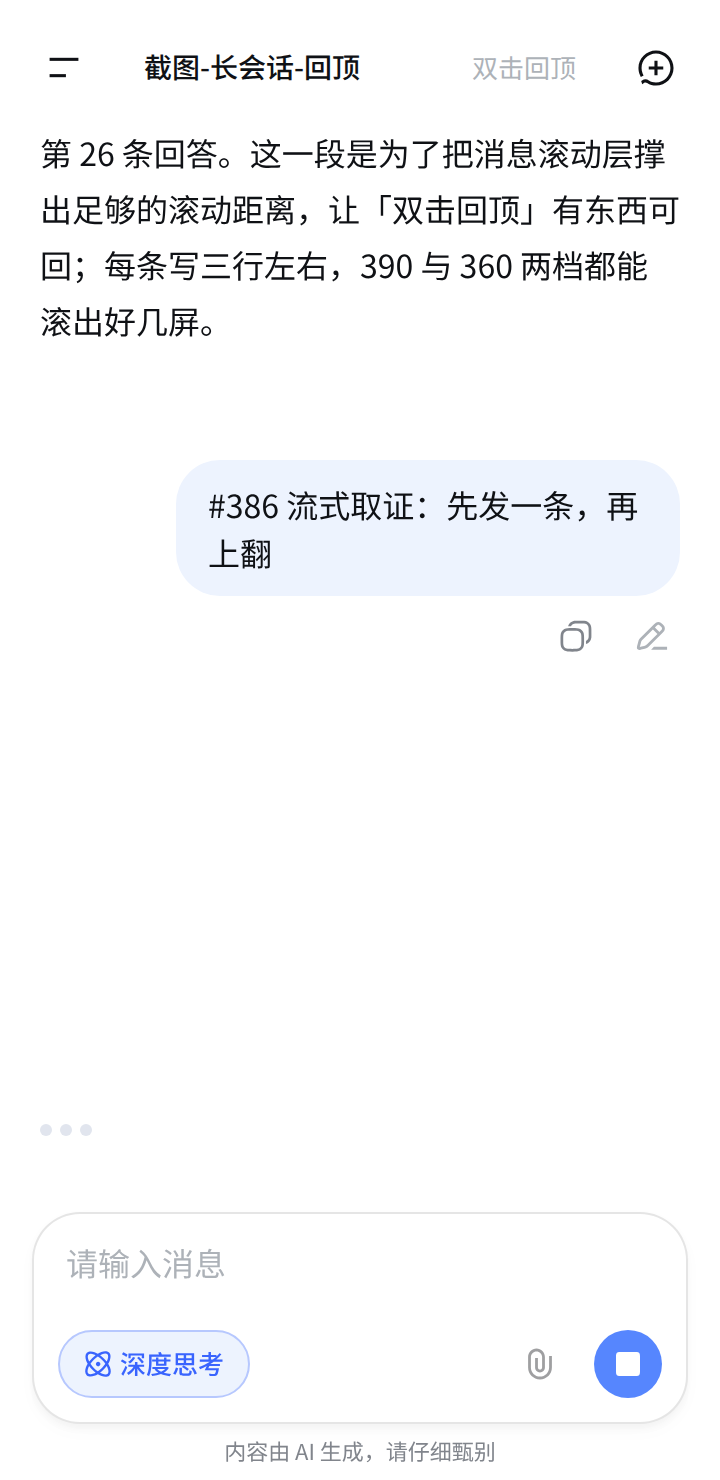 截图-长会话-回顶
双击回顶
第 26 条回答。这一段是为了把消息滚动层撑
出足够的滚动距离，让「双击回顶」有东西可
回；每条写三行左右，390 与 360 两档都能
滚出好几屏。
#386 流式取证：先发一条，再
上翻
请输入消息
深度思考
内容由 AI 生成，请仔细甄别